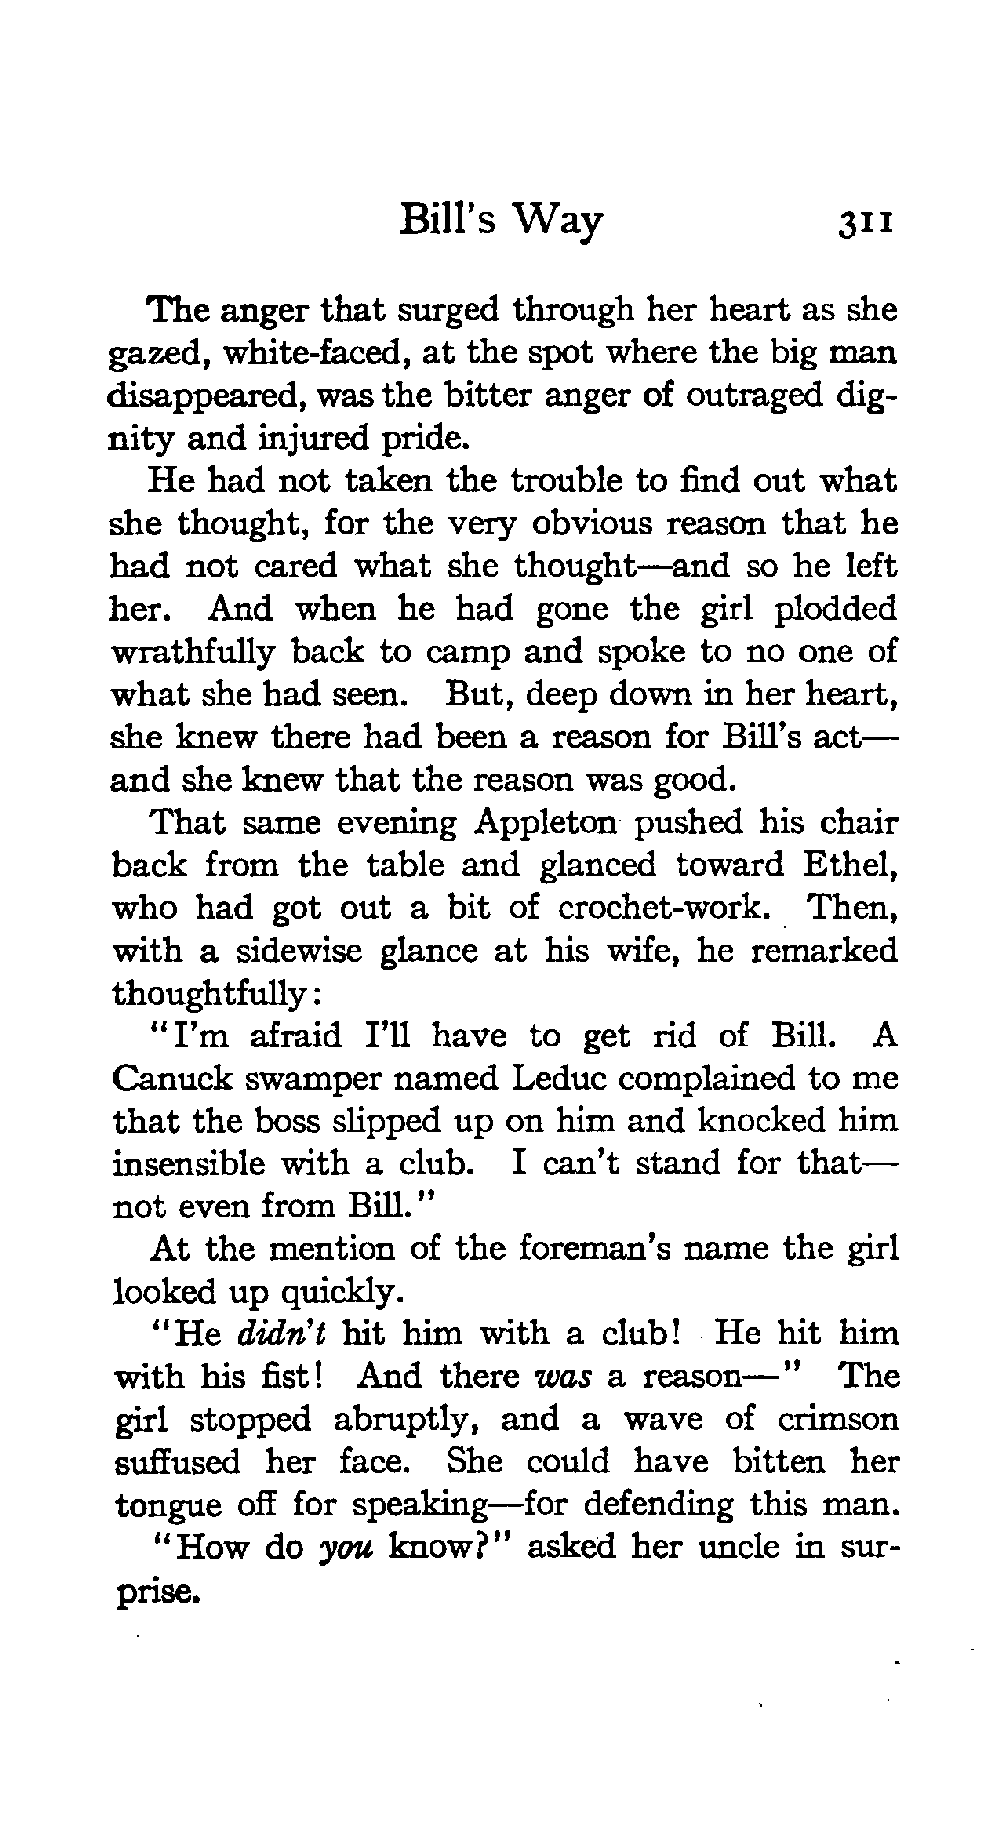 Bill's Way 311
The anger that surged through her heart as she
gazed, white-faced, at the spot where the big man
disappeared, was the bitter anger of outraged dig-
nity and injured pride.
He had not taken the trouble to find out what
she thought, for the very obvious reason that he
had not cared what she thought—and so he left
her. And when he had gone the girl plodded
wrathfully back to camp and spoke to no one of
what she had seen. But, deep down in her heart,
she knew there had been a reason for Bill's act—
and she knew that the reason was good.
That same evening Appleton pushed his chair
back from the table and glanced toward Ethel,
who had got out a bit of crochet-work. Then,
with a sidewise glance at his wife, he remarked
thoughtfully:
"I'm afraid I'll have to get rid of Bill. A
Canuck swamper named Leduc complained to me
that the boss slipped up on him and knocked him
insensible with a club. I can't stand for that—
not even from Bill."
At the mention of the foreman's name the girl
looked up quickly.
"He didn't hit him with a club! He hit him
with his fist! And there was a reason—" The
girl stopped abruptly, and a wave of crimson
suffused her face. She could have bitten her
tongue off for speaking—for defending this man.
"How do you know?" asked her uncle in sur-
prise.